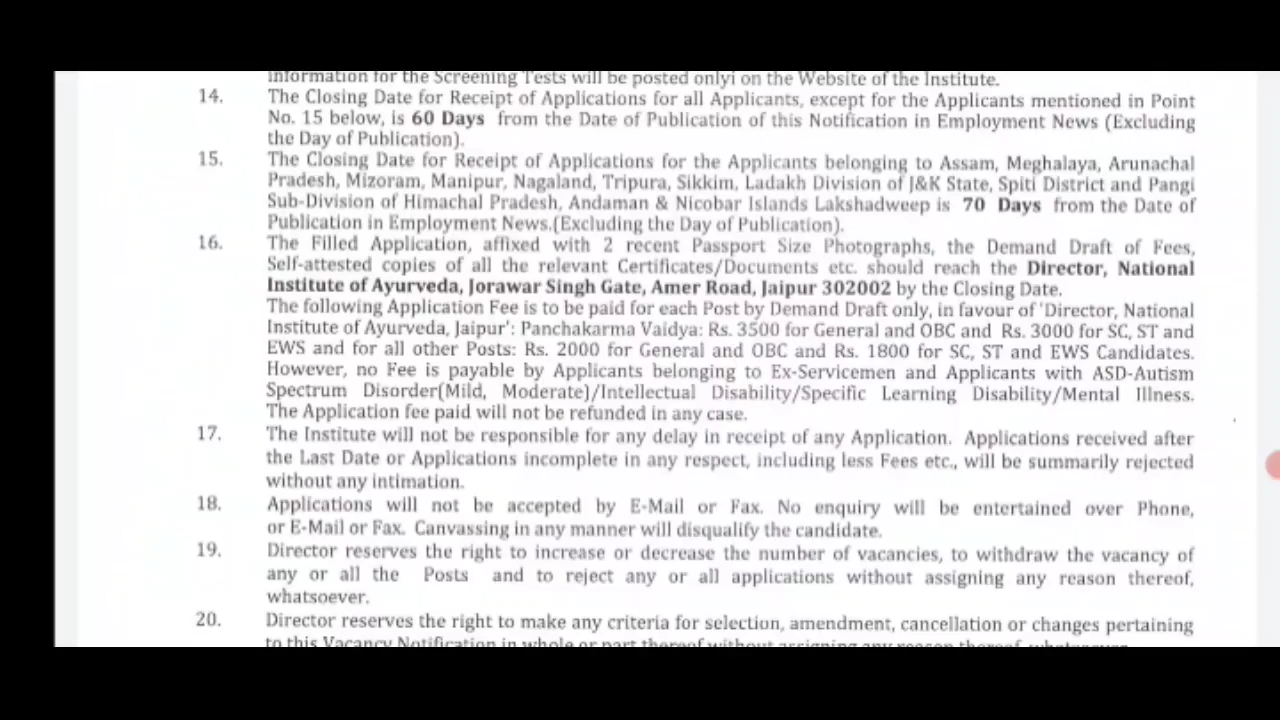 information for the Screening Tests will be posted onlyi on the Website of the Institute.
14. The Closing Date for Receipt of Applications for all Applicants, except for the Applicants mentioned in Point
No. 15 below, is 60 Days from the Date of Publication of this Notification in Employment News (Excluding
the Day of Publication).
15. The Closing Date for Receipt of Applications for the Applicants belonging to Assam, Meghalaya, Arunachal
Pradesh, Mizoram, Manipur, Nagaland, Tripura, Sikkim, Ladakh Division of J&K State, Spiti District and Pangi
Sub-Division of Himachal Pradesh, Andaman & Nicobar Islands Lakshadweep is 70 Days from the Date of
Publication in Employment News.(Excluding the Day of Publication).
16. The Filled Application, affixed with 2 recent Passport Size Photographs, the Demand Draft of Fees,
Self-attested copies of all the relevant Certificates/Documents etc. should reach the Director, National
Institute of Ayurveda, Jorawar Singh Gate, Amer Road, Jaipur 302002 by the Closing Date.
The following Application Fee is to be paid for each Post by Demand Draft only, in favour of 'Director, National
Institute of Ayurveda, Jaipur': Panchakarma Vaidya: Rs. 3500 for General and OBC and Rs. 3000 for SC, ST and
EWS and for all other Posts: Rs. 2000 for General and OBC and Rs. 1800 for SC, ST and EWS Candidates.
However, no Fee is payable by Applicants belonging to Ex-Servicemen and Applicants with ASD-Autism
Spectrum Disorder(Mild, Moderate)/Intellectual Disability/Specific Learning Disability/Mental Illness.
The Application fee paid will not be refunded in any case.
17. The Institute will not be responsible for any delay in receipt of any Application. Applications received after
the Last Date or Applications incomplete in any respect, including less Fees etc., will be summarily rejected
without any intimation.
18. Applications will not be accepted by E-Mail or Fax. No enquiry will be entertained over Phone,
or E-Mail or Fax. Canvassing in any manner will disqualify the candidate.
19. Director reserves the right to increase or decrease the number of vacancies, to withdraw the vacancy of
any or all the Posts and to reject any or all applications without assigning any reason thereof,
whatsoever.
20. Director reserves the right to make any criteria for selection, amendment, cancellation or changes pertaining
to this Vacancy Notification in whole or part thereof without assigning any reason thereof, whatsoever.